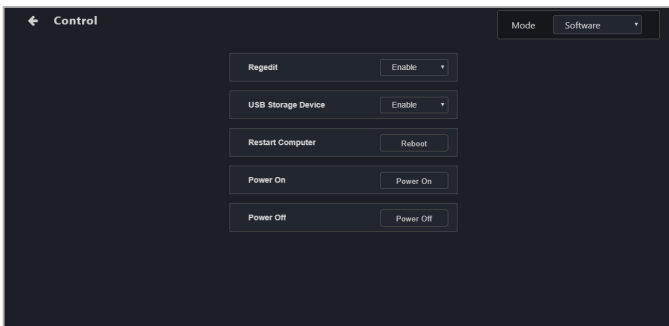 Control
Mode Software
Regedit Enable
USB Storage Device Enable
Restart Computer Reboot
Power On Power On
Power Off Power Off